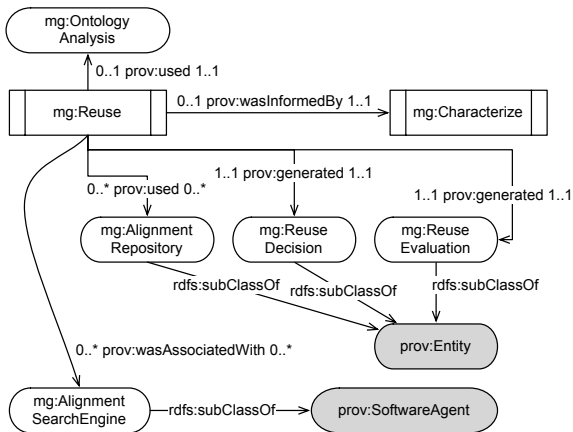 mg:Ontology
Analysis
0..1 prov:used 1..1
mg:Reuse
0..1 prov:wasInformedBy 1..1
mg:Characterize
1..1 prov:generated 1..1
0..* prov:used 0..*
1..1 prov:generated 1..1
mg:Alignment
Repository
mg:Reuse
Decision
mg:Reuse
Evaluation
rdfs:subClassOf
rdfs:subClassOf
rdfs:subClassOf
prov:Entity
0..* prov:wasAssociatedWith 0..*
mg:Alignment
SearchEngine
rdfs:subClassOf
prov:SoftwareAgent